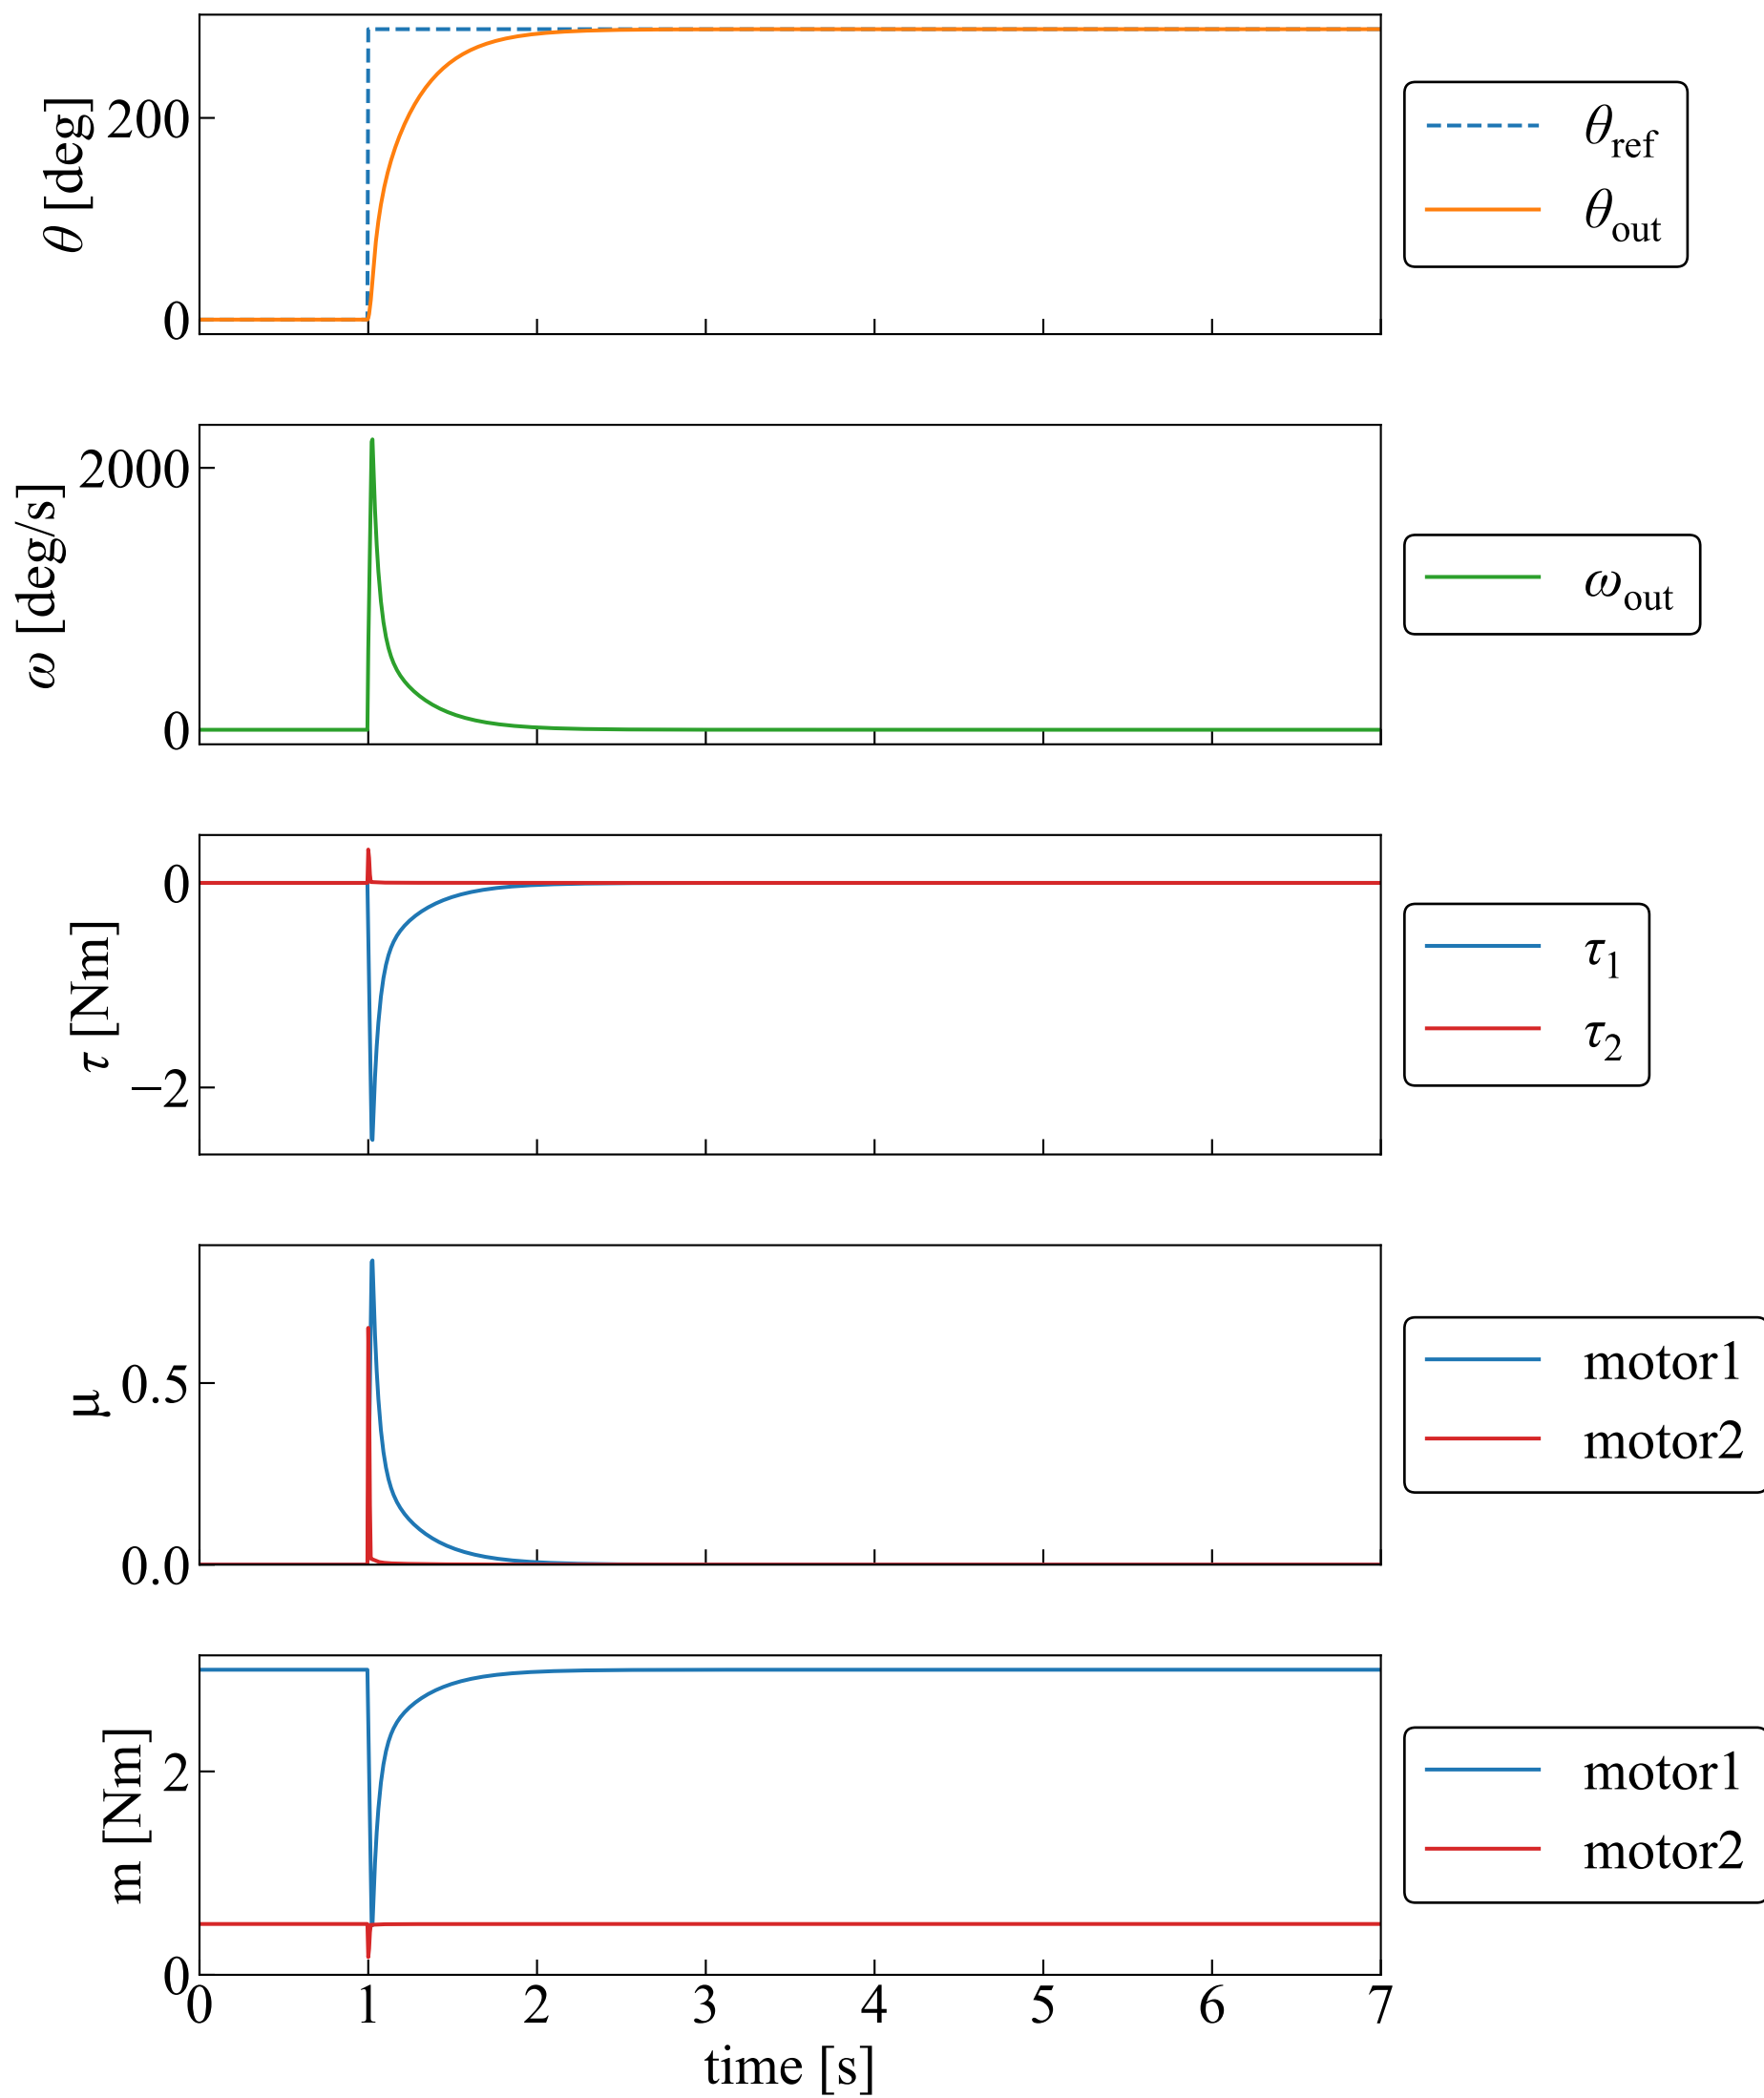 θ [deg]
200
0
θref
θout
ω [deg/s]
2000
0
ωout
τ [Nm]
0
−2
τ1
τ2
μ
0.5
0.0
motor1
motor2
m [Nm]
2
0
motor1
motor2
0 1 2 3 4 5 6 7
time [s]